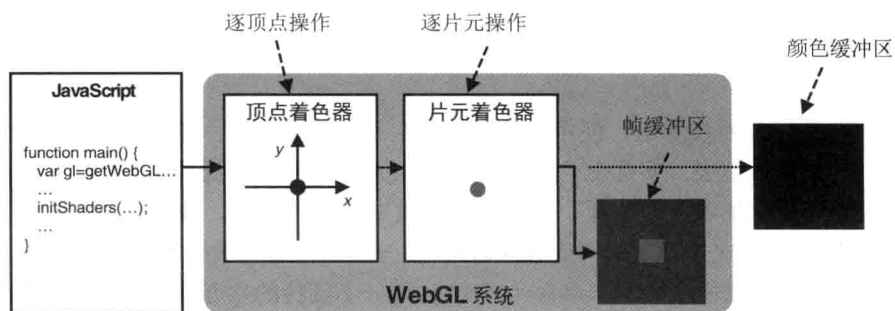 逐顶点操作
逐片元操作
颜色缓冲区
JavaScript
function main() {
var gl=getWebGL…
…
initShaders(…);
…
}
顶点着色器
y
x
片元着色器
帧缓冲区
WebGL 系统